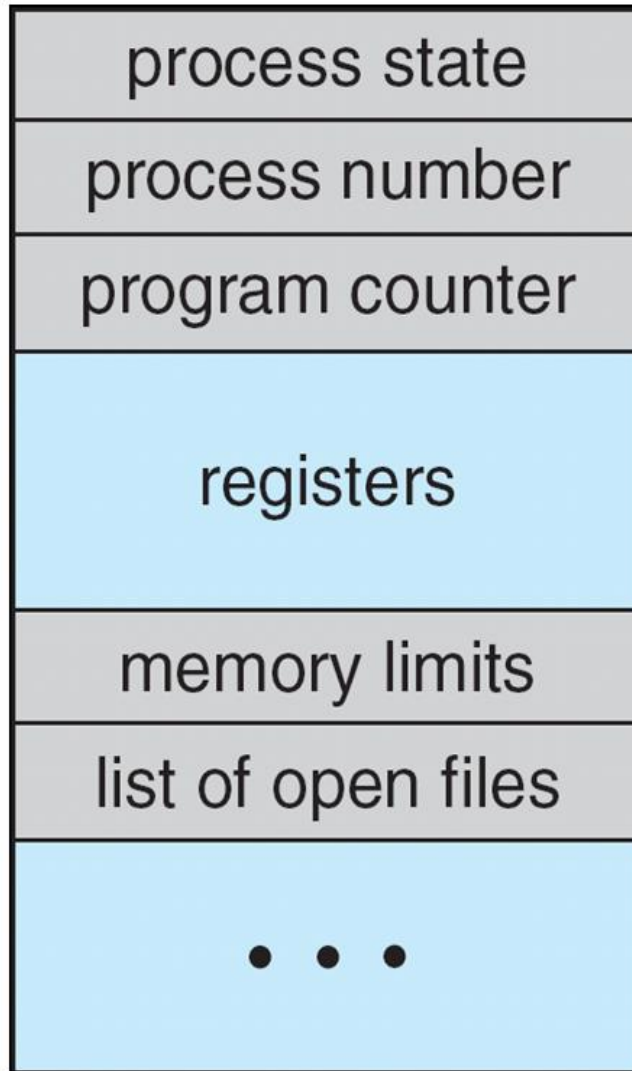 process state
process number
program counter
registers
memory limits
list of open files
• • •